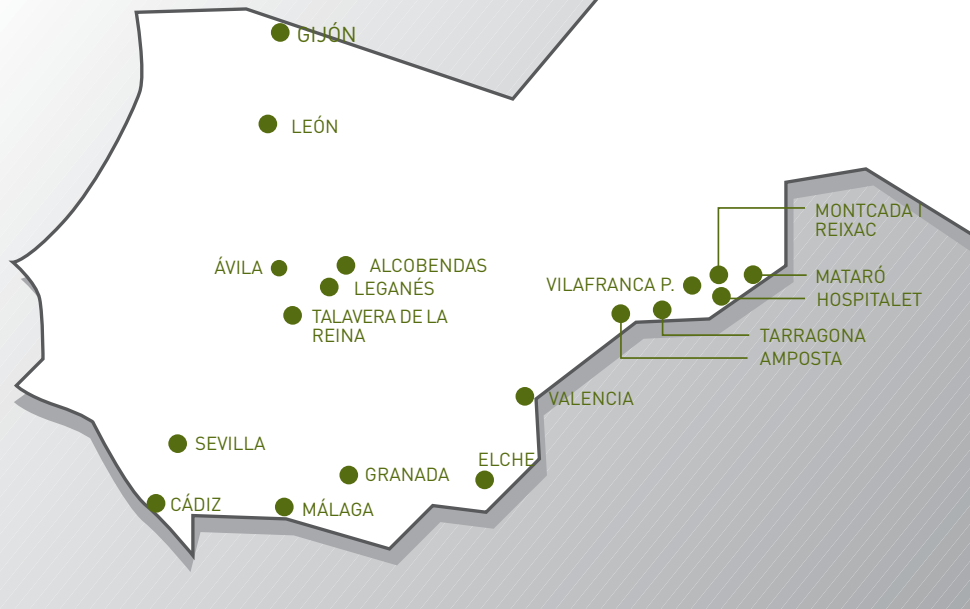 GIJÓN
LEÓN
MONTCADA I
REIXAC
ÁVILA
ALCOBENDAS
LEGANÉS
VILAFRANCA P.
MATARÓ
HOSPITALET
TALAVERA DE LA
REINA
TARRAGONA
AMPOSTA
VALENCIA
SEVILLA
ELCHE
GRANADA
CÁDIZ
MÁLAGA